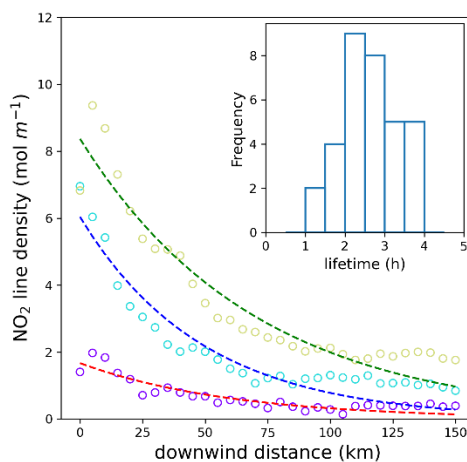 12
10
8
6
4
2
0
NO₂ line density (mol m⁻¹)
0 25 50 75 100 125 150
downwind distance (km)
8
6
4
2
0
Frequency
0 1 2 3 4 5
lifetime (h)